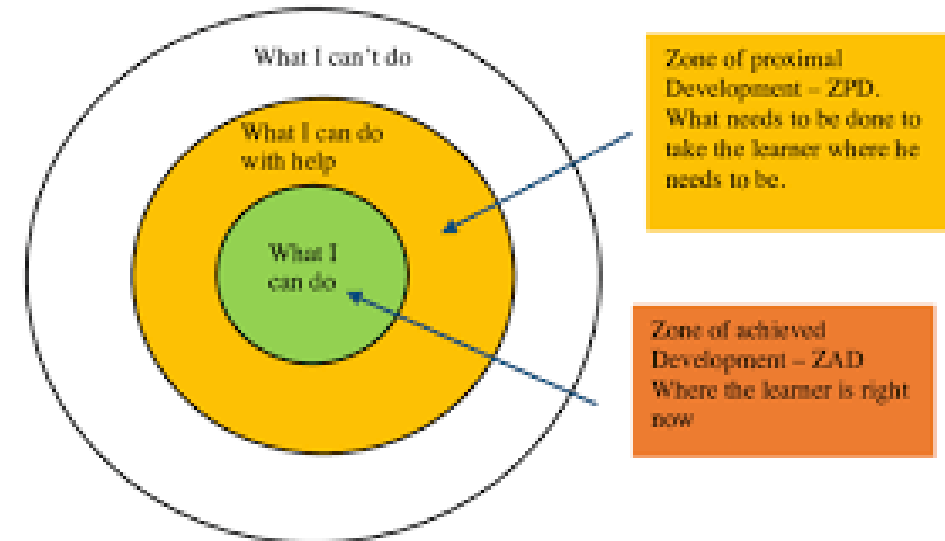 What I can't do
What I can do
with help
What I
can do
Zone of proximal
Development – ZPD.
What needs to be done to
take the learner where he
needs to be.
Zone of achieved
Development – ZAD
Where the learner is right
now